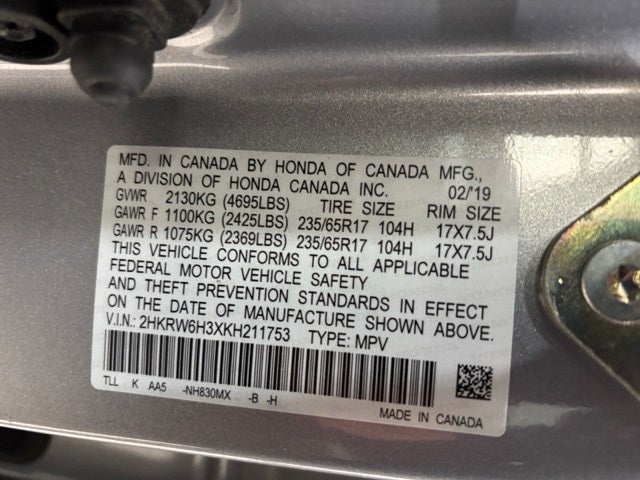 MFD. IN CANADA BY HONDA OF CANADA MFG.,
A DIVISION OF HONDA CANADA INC. 02/'19
GVWR 2130KG (4695LBS) TIRE SIZE RIM SIZE
GAWR F 1100KG (2425LBS) 235/65R17 104H 17X7.5J
GAWR R 1075KG (2369LBS) 235/65R17 104H 17X7.5J
THIS VEHICLE CONFORMS TO ALL APPLICABLE
FEDERAL MOTOR VEHICLE SAFETY
AND THEFT PREVENTION STANDARDS IN EFFECT
ON THE DATE OF MANUFACTURE SHOWN ABOVE.
V.I.N.: 2HKRW6H3XKH211753 TYPE: MPV
TLL K AA5 -NH830MX -B -H
MADE IN CANADA